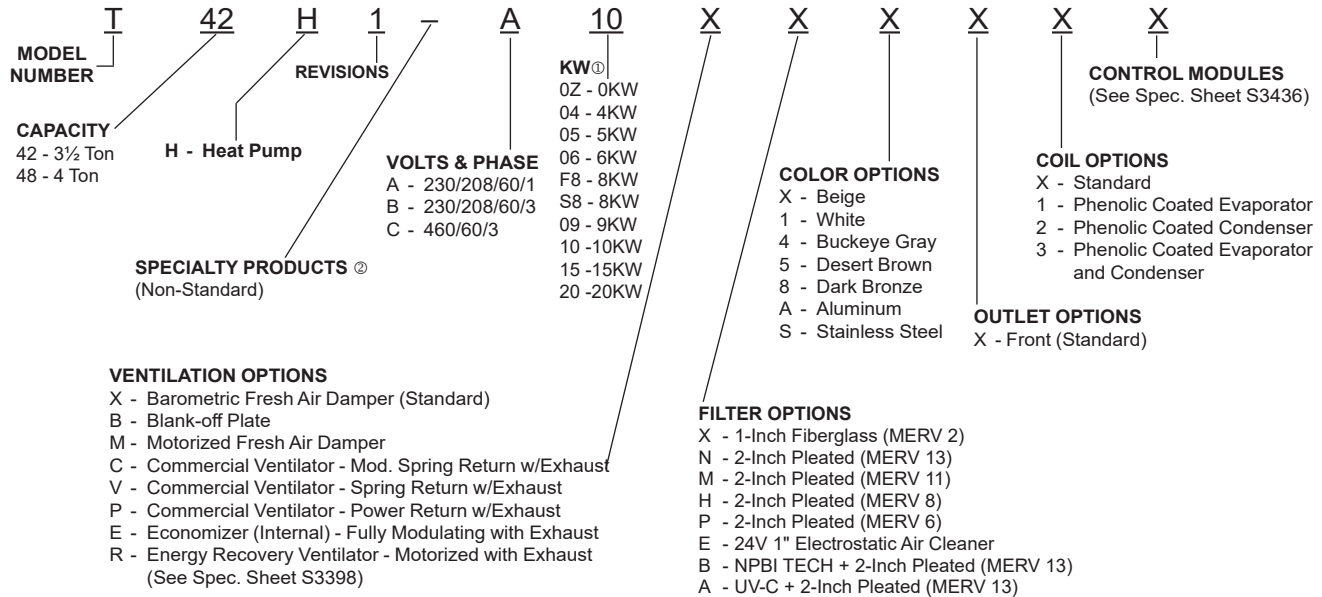 T 42 H 1 – A 10 X X X X X X
MODEL
NUMBER
CAPACITY
42 - 3½ Ton
48 - 4 Ton
H - Heat Pump
REVISIONS
SPECIALTY PRODUCTS ②
(Non-Standard)
VOLTS & PHASE
A - 230/208/60/1
B - 230/208/60/3
C - 460/60/3
KW①
0Z - 0KW
04 - 4KW
05 - 5KW
06 - 6KW
F8 - 8KW
S8 - 8KW
09 - 9KW
10 -10KW
15 -15KW
20 -20KW
VENTILATION OPTIONS
X - Barometric Fresh Air Damper (Standard)
B - Blank-off Plate
M - Motorized Fresh Air Damper
C - Commercial Ventilator - Mod. Spring Return w/Exhaust
V - Commercial Ventilator - Spring Return w/Exhaust
P - Commercial Ventilator - Power Return w/Exhaust
E - Economizer (Internal) - Fully Modulating with Exhaust
R - Energy Recovery Ventilator - Motorized with Exhaust
(See Spec. Sheet S3398)
FILTER OPTIONS
X - 1-Inch Fiberglass (MERV 2)
N - 2-Inch Pleated (MERV 13)
M - 2-Inch Pleated (MERV 11)
H - 2-Inch Pleated (MERV 8)
P - 2-Inch Pleated (MERV 6)
E - 24V 1" Electrostatic Air Cleaner
B - NPBI TECH + 2-Inch Pleated (MERV 13)
A - UV-C + 2-Inch Pleated (MERV 13)
COLOR OPTIONS
X - Beige
1 - White
4 - Buckeye Gray
5 - Desert Brown
8 - Dark Bronze
A - Aluminum
S - Stainless Steel
OUTLET OPTIONS
X - Front (Standard)
COIL OPTIONS
X - Standard
1 - Phenolic Coated Evaporator
2 - Phenolic Coated Condenser
3 - Phenolic Coated Evaporator
and Condenser
CONTROL MODULES
(See Spec. Sheet S3436)